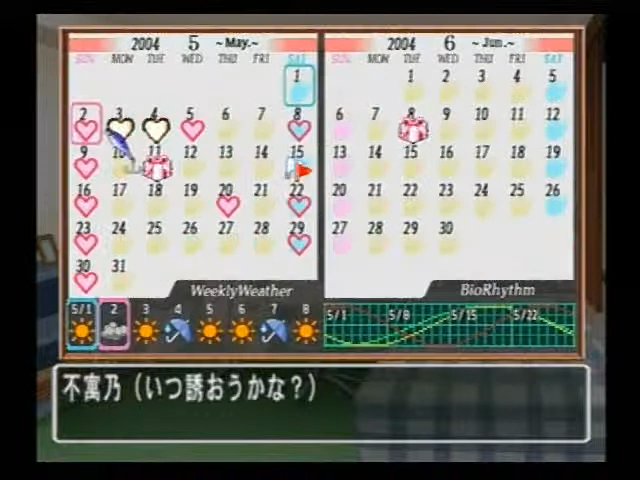 2004 5 ~May.~
SUN MON TUE WED THU FRI SAT
1
2 3 4 5 6 7 8
9 10 11 12 13 14 15
16 17 18 19 20 21 22
23 24 25 26 27 28 29
30 31
2004 6 ~Jun.~
SUN MON TUE WED THU FRI SAT
1 2 3 4 5
6 7 8 9 10 11 12
13 14 15 16 17 18 19
20 21 22 23 24 25 26
27 28 29 30
WeeklyWeather
5/1 2 3 4 5 6 7 8
BioRhythm
5/1 5/8 5/15 5/22
不寓乃（いつ誘おうかな？）